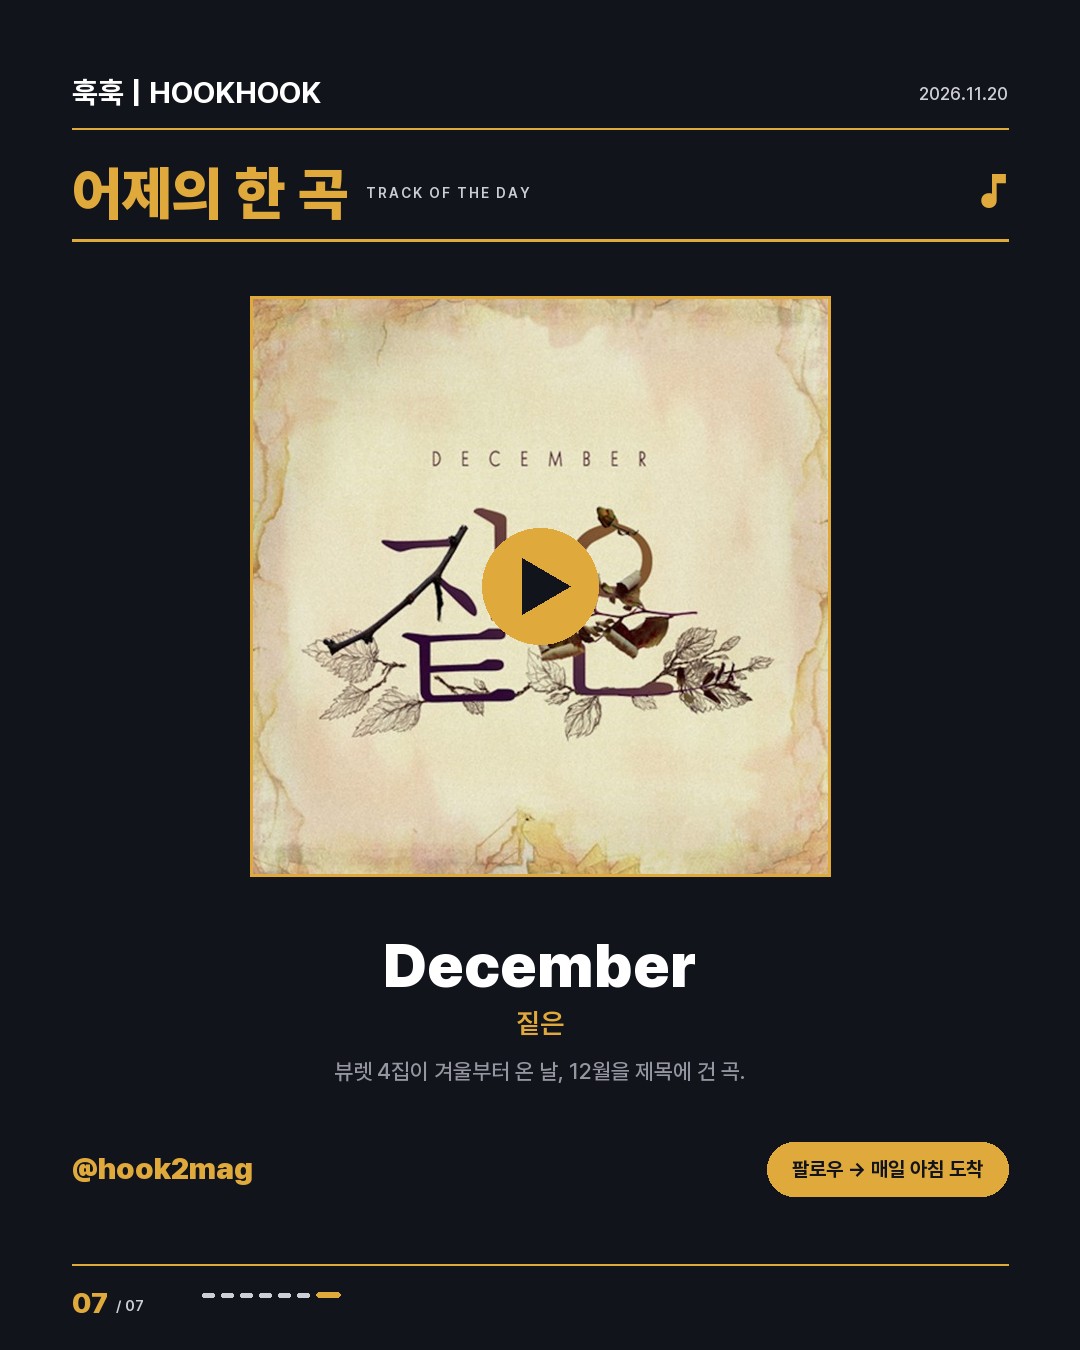 훅훅 | HOOKHOOK
2026.11.20
어제의 한 곡 TRACK OF THE DAY
DECEMBER
짙은
December
짙은
뷰렛 4집이 겨울부터 온 날, 12월을 제목에 건 곡.
@hook2mag
팔로우 → 매일 아침 도착
07 / 07